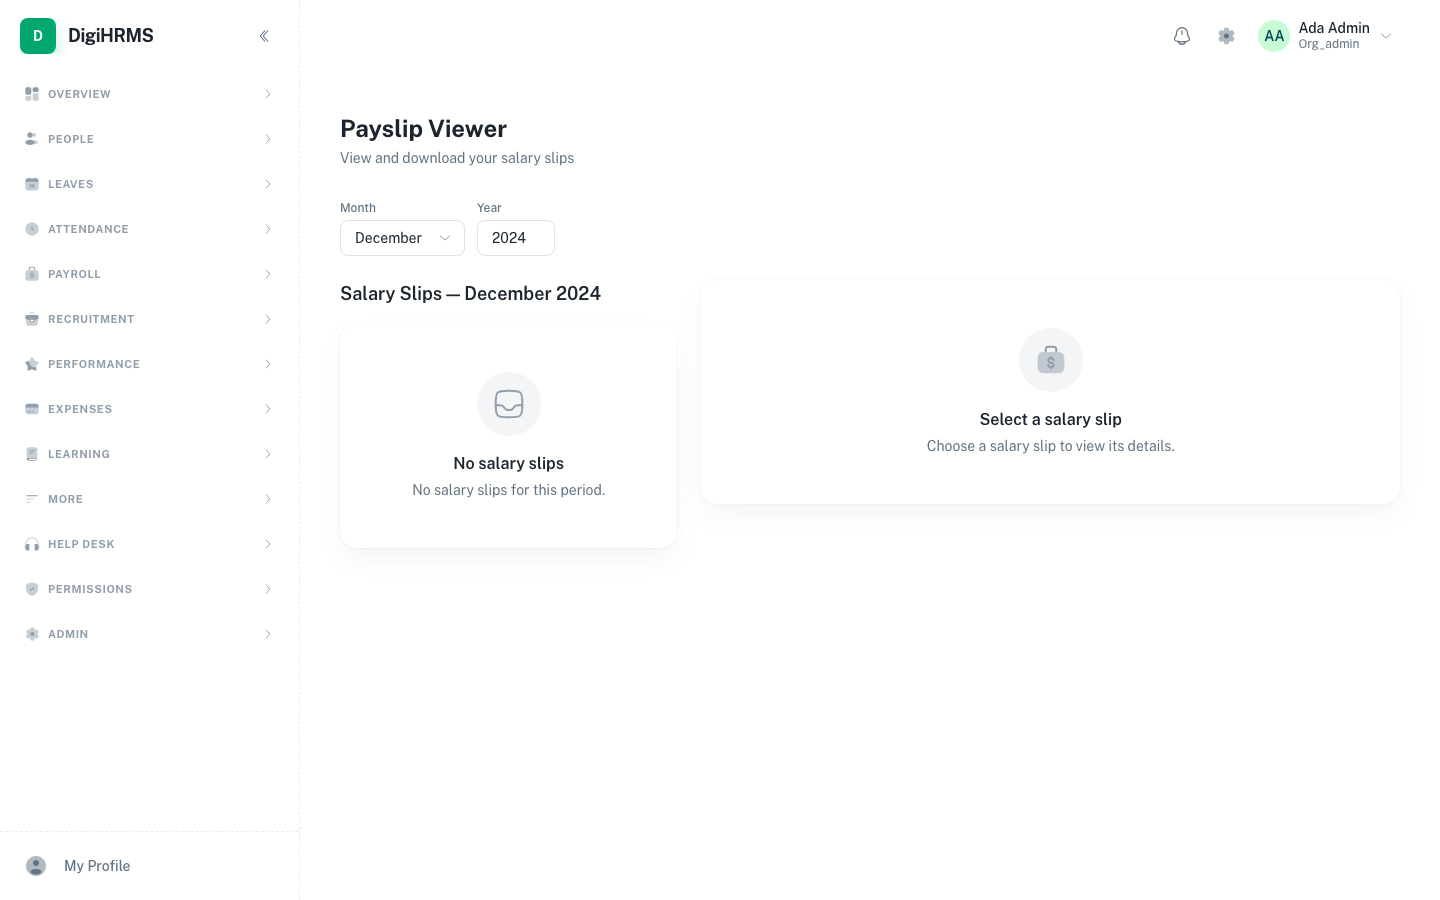 D DigiHRMS
OVERVIEW
PEOPLE
LEAVES
ATTENDANCE
PAYROLL
RECRUITMENT
PERFORMANCE
EXPENSES
LEARNING
MORE
HELP DESK
PERMISSIONS
ADMIN
My Profile
AA
Ada Admin
Org_admin
Payslip Viewer
View and download your salary slips
Month
Year
December
2024
Salary Slips — December 2024
No salary slips
No salary slips for this period.
$
Select a salary slip
Choose a salary slip to view its details.